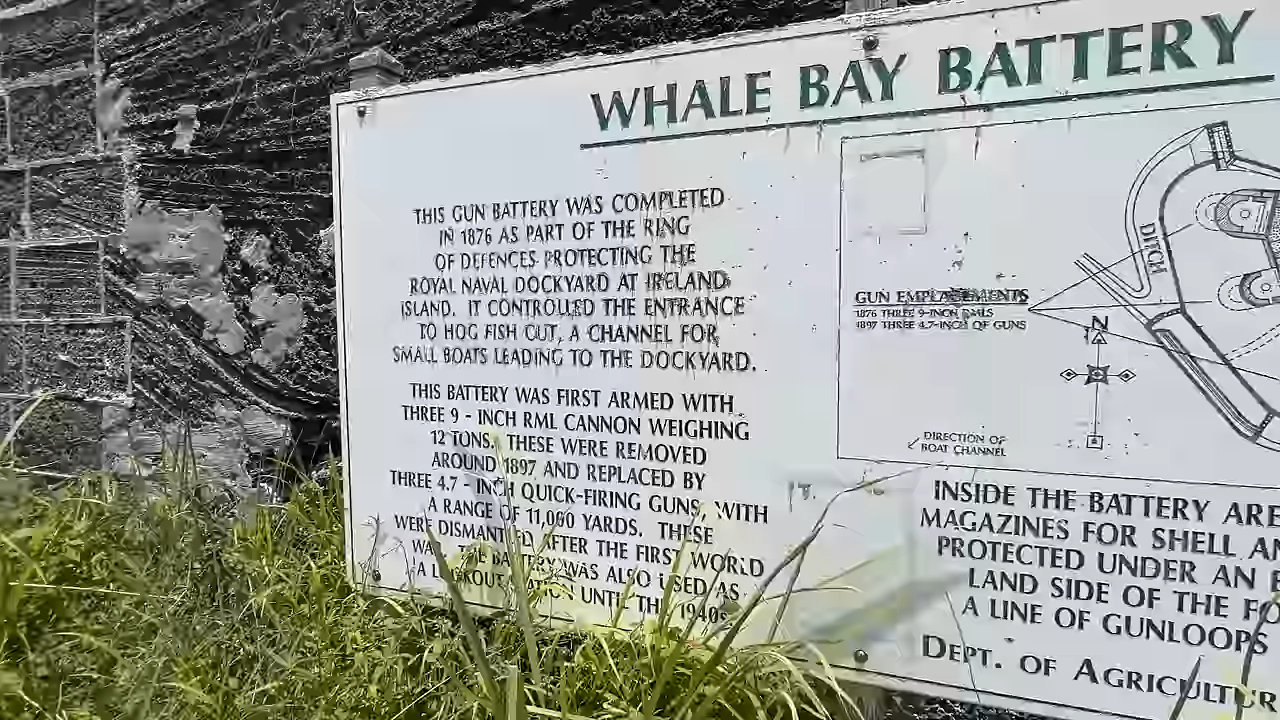 WHALE BAY BATTERY
THIS GUN BATTERY WAS COMPLETED
IN 1876 AS PART OF THE RING
OF DEFENCES PROTECTING THE
ROYAL NAVAL DOCKYARD AT IRELAND
ISLAND. IT CONTROLLED THE ENTRANCE
TO HOG FISH CUT, A CHANNEL FOR
SMALL BOATS LEADING TO THE DOCKYARD.
THIS BATTERY WAS FIRST ARMED WITH
THREE 9 - INCH RML CANNON WEIGHING
12 TONS. THESE WERE REMOVED
AROUND 1897 AND REPLACED BY
THREE 4.7 - INCH QUICK-FIRING GUNS, WITH
A RANGE OF 11,000 YARDS. THESE
WERE DISMANTLED AFTER THE FIRST WORLD
WAR. THE BATTERY WAS ALSO USED AS
A LOOKOUT STATION UNTIL THE 1940s
DITCH
GUN EMPLACEMENTS
1876 THREE 9-INCH RMLS
1897 THREE 4.7-INCH QF GUNS
N
DIRECTION OF
BOAT CHANNEL
INSIDE THE BATTERY ARE
MAGAZINES FOR SHELL AN
PROTECTED UNDER AN
LAND SIDE OF THE FO
A LINE OF GUNLOOPS
DEPT. OF AGRICULTUR